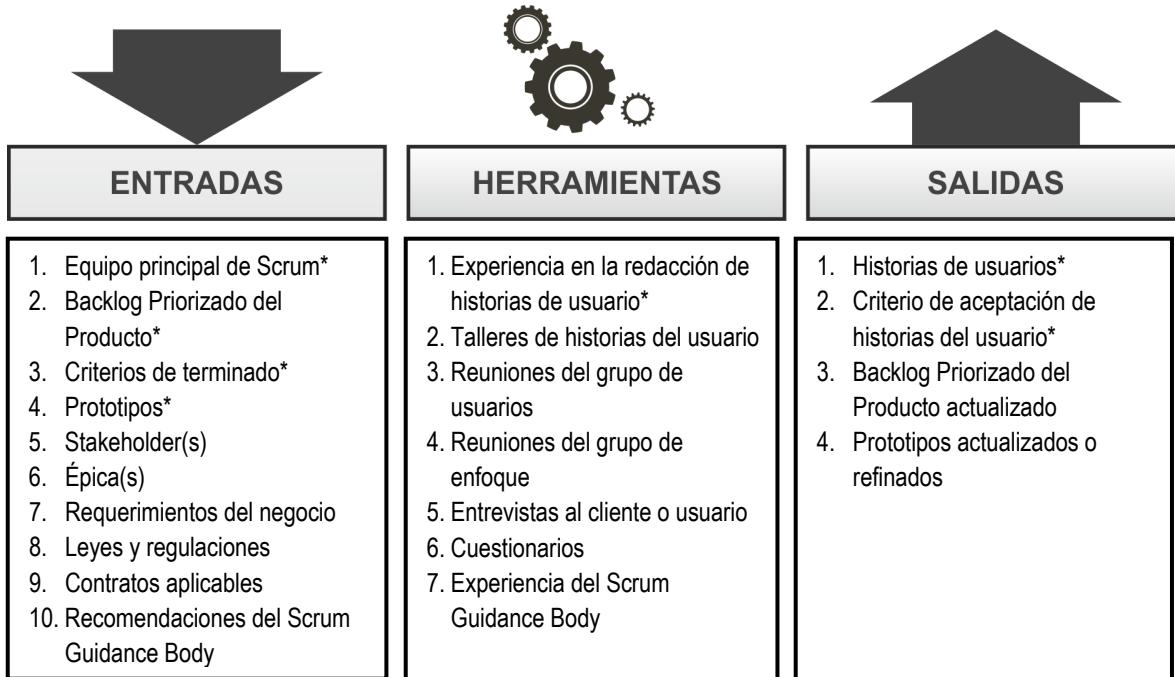 ENTRADAS
1. Equipo principal de Scrum*
2. Backlog Priorizado del
Producto*
3. Criterios de terminado*
4. Prototipos*
5. Stakeholder(s)
6. Épica(s)
7. Requerimientos del negocio
8. Leyes y regulaciones
9. Contratos aplicables
10. Recomendaciones del Scrum
Guidance Body
HERRAMIENTAS
1. Experiencia en la redacción de
historias de usuario*
2. Talleres de historias del usuario
3. Reuniones del grupo de
usuarios
4. Reuniones del grupo de
enfoque
5. Entrevistas al cliente o usuario
6. Cuestionarios
7. Experiencia del Scrum
Guidance Body
SALIDAS
1. Historias de usuarios*
2. Criterio de aceptación de
historias del usuario*
3. Backlog Priorizado del
Producto actualizado
4. Prototipos actualizados o
refinados